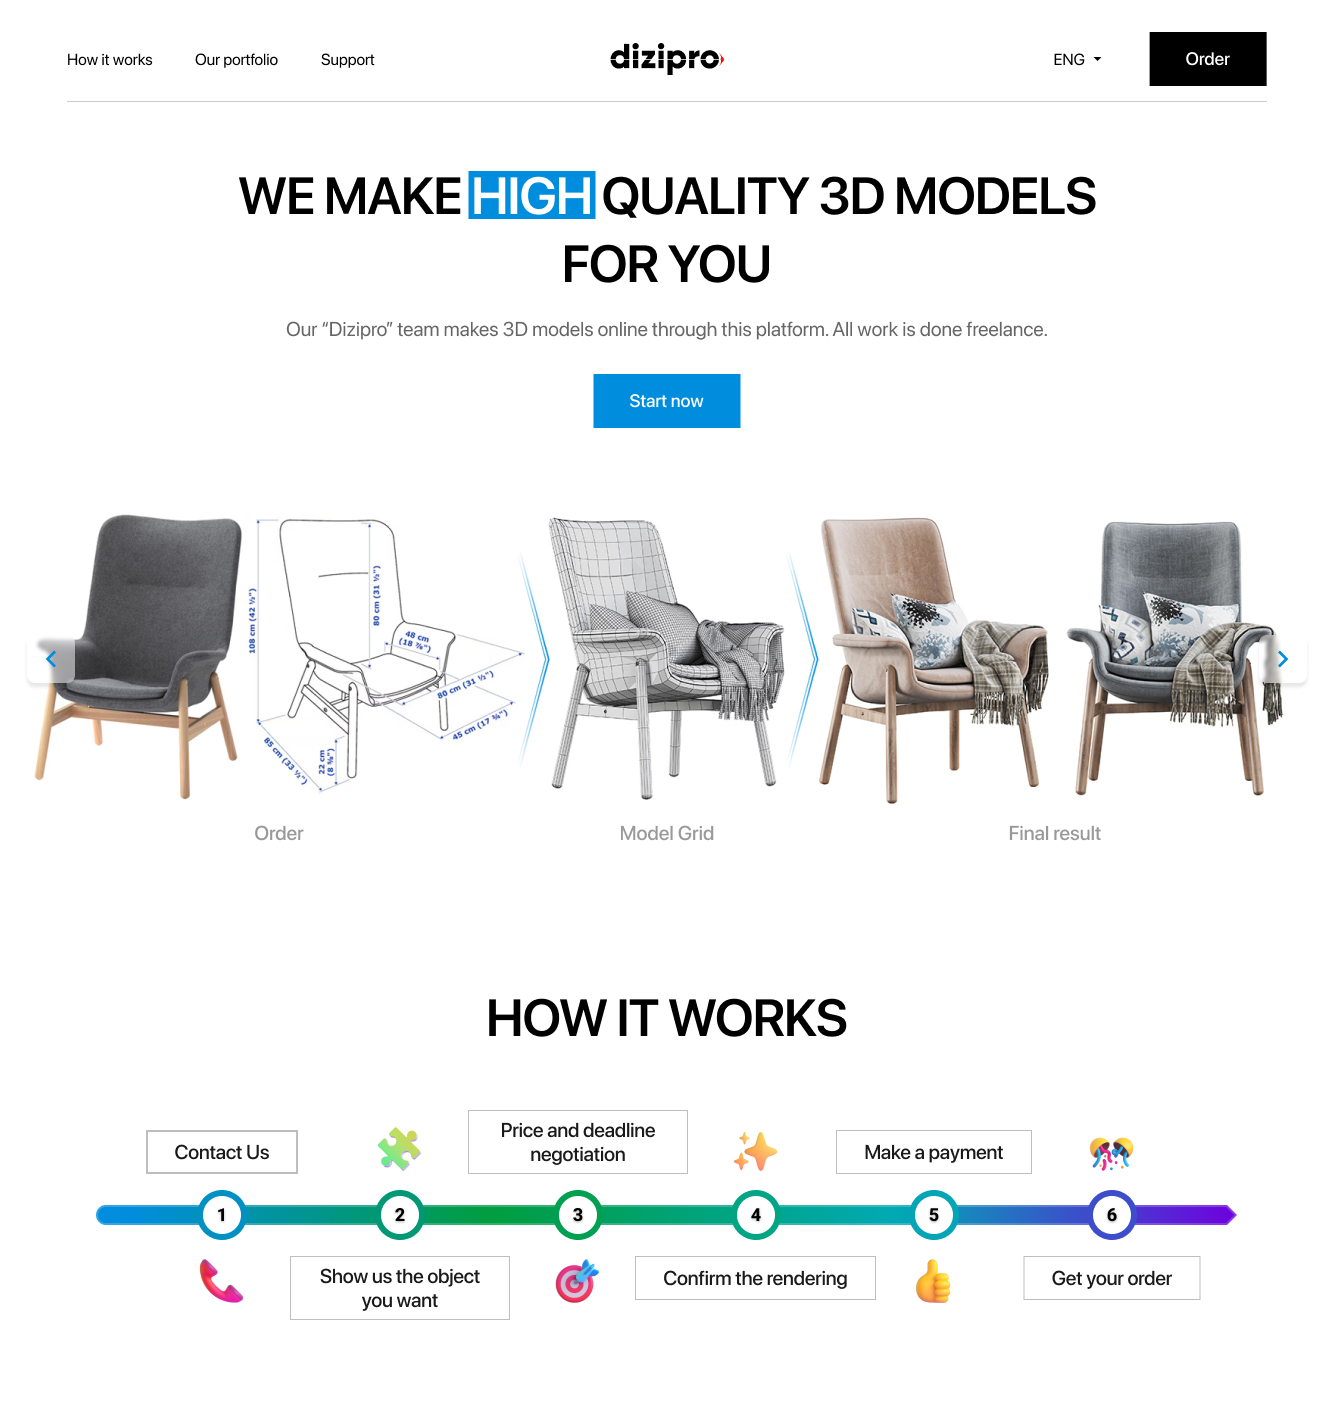 How it works
Our portfolio
Support
dizipro
ENG
Order
WE MAKE HIGH QUALITY 3D MODELS
FOR YOU
Our “Dizipro” team makes 3D models online through this platform. All work is done freelance.
Start now
108 cm (42 ½")
80 cm (31 ½")
48 cm
(18 ⅞")
80 cm (31 ½")
45 cm (17 ¾")
85 cm (33 ½")
22 cm
(8 ⅝")
Order
Model Grid
Final result
HOW IT WORKS
Contact Us
Price and deadline
negotiation
Make a payment
1
2
3
4
5
6
Show us the object
you want
Confirm the rendering
Get your order